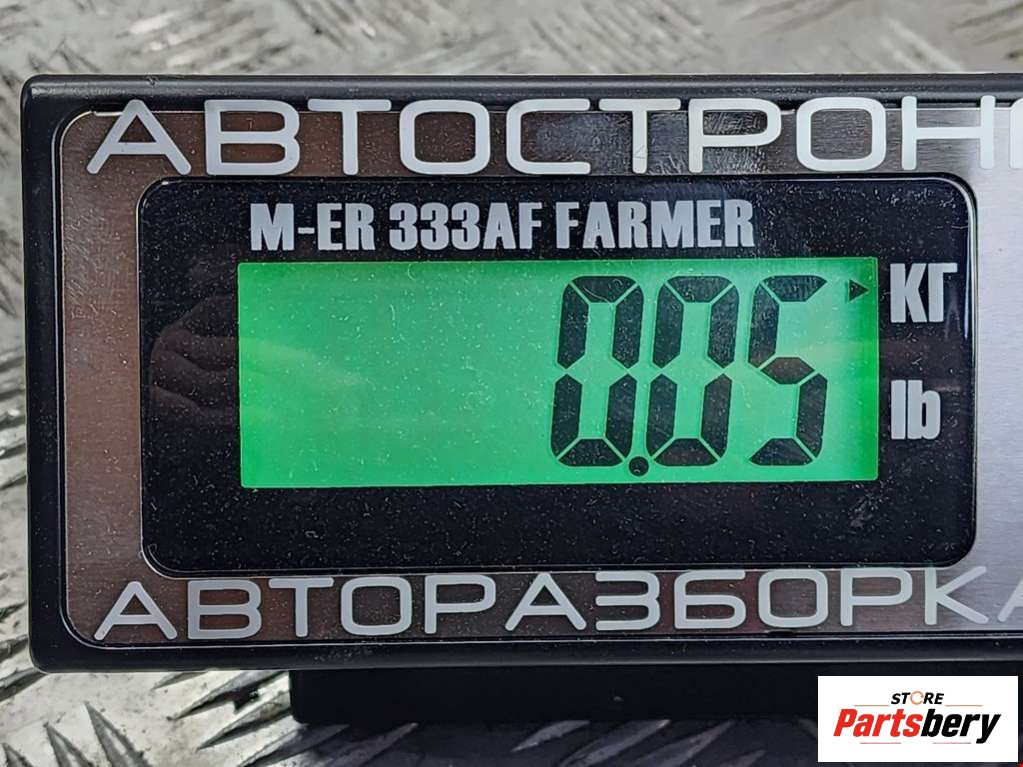 АВТОСТРОН
M-ER 333AF FARMER
0.05
КГ
lb
АВТОРАЗБОРКА
STORE
Partsbery